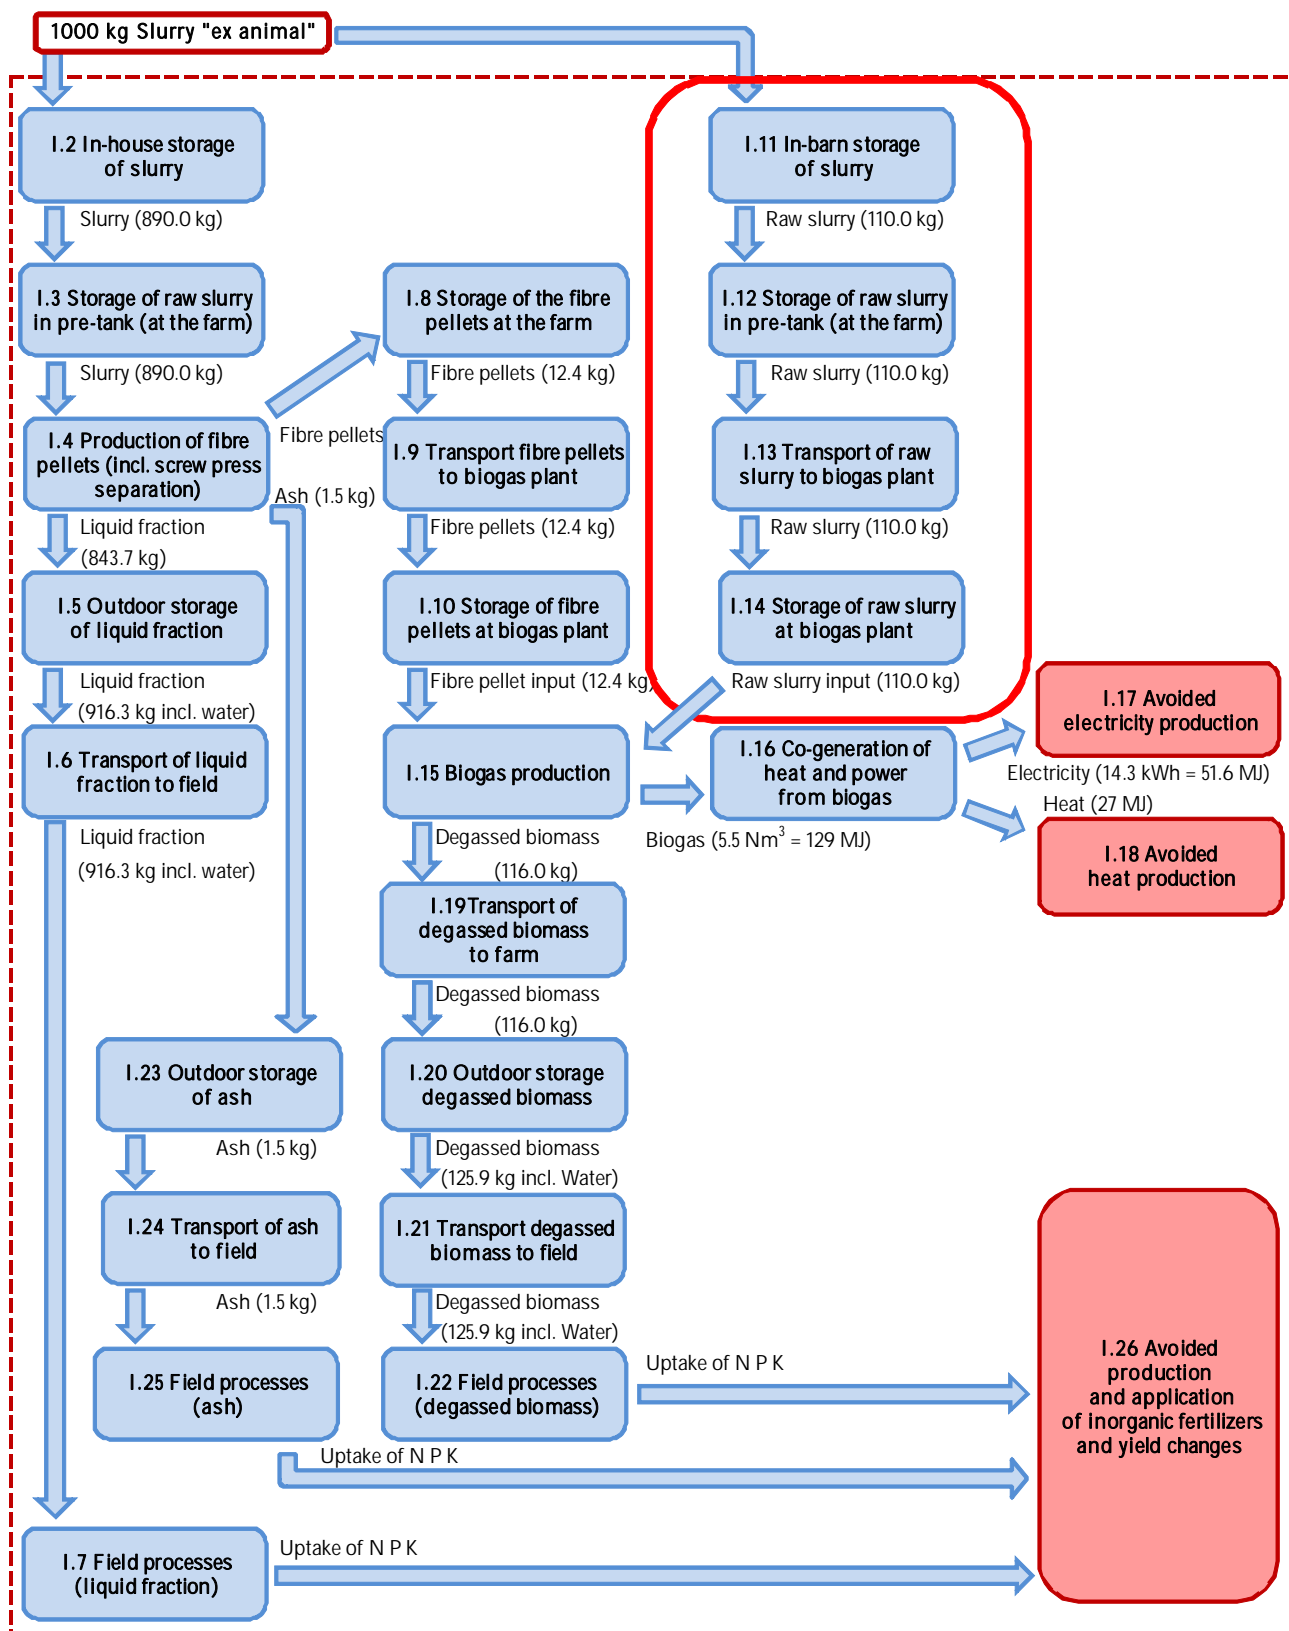 1000 kg Slurry "ex animal"
I.2 In-house storage
of slurry
Slurry (890.0 kg)
I.3 Storage of raw slurry
in pre-tank (at the farm)
Slurry (890.0 kg)
I.4 Production of fibre
pellets (incl. screw press
separation)
Fibre pellets
Ash (1.5 kg)
Liquid fraction
(843.7 kg)
I.5 Outdoor storage
of liquid fraction
Liquid fraction
(916.3 kg incl. water)
I.6 Transport of liquid
fraction to field
Liquid fraction
(916.3 kg incl. water)
I.8 Storage of the fibre
pellets at the farm
Fibre pellets (12.4 kg)
I.9 Transport fibre pellets
to biogas plant
Fibre pellets (12.4 kg)
I.10 Storage of fibre
pellets at biogas plant
Fibre pellet input (12.4 kg)
I.11 In-barn storage
of slurry
Raw slurry (110.0 kg)
I.12 Storage of raw slurry
in pre-tank (at the farm)
Raw slurry (110.0 kg)
I.13 Transport of raw
slurry to biogas plant
Raw slurry (110.0 kg)
I.14 Storage of raw slurry
at biogas plant
Raw slurry input (110.0 kg)
I.15 Biogas production
Biogas (5.5 Nm³ = 129 MJ)
I.16 Co-generation of
heat and power
from biogas
I.17 Avoided
electricity production
Electricity (14.3 kWh = 51.6 MJ)
Heat (27 MJ)
I.18 Avoided
heat production
Degassed biomass
(116.0 kg)
I.19Transport of
degassed biomass
to farm
Degassed biomass
(116.0 kg)
I.20 Outdoor storage
degassed biomass
Degassed biomass
(125.9 kg incl. Water)
I.21 Transport degassed
biomass to field
Degassed biomass
(125.9 kg incl. Water)
I.22 Field processes
(degassed biomass)
Uptake of N P K
I.23 Outdoor storage
of ash
Ash (1.5 kg)
I.24 Transport of ash
to field
Ash (1.5 kg)
I.25 Field processes
(ash)
Uptake of N P K
I.7 Field processes
(liquid fraction)
Uptake of N P K
I.26 Avoided
production
and application
of inorganic fertilizers
and yield changes